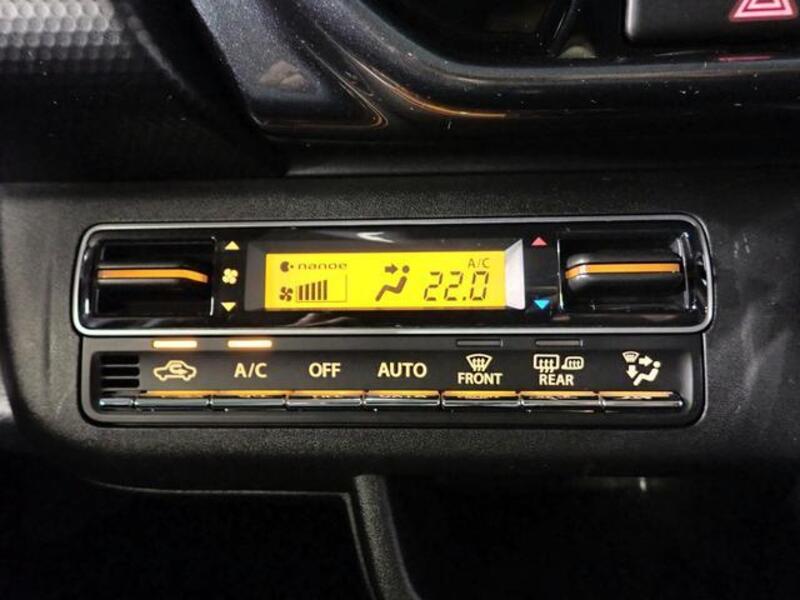 nanoe A/C
22.0
A/C OFF AUTO FRONT REAR